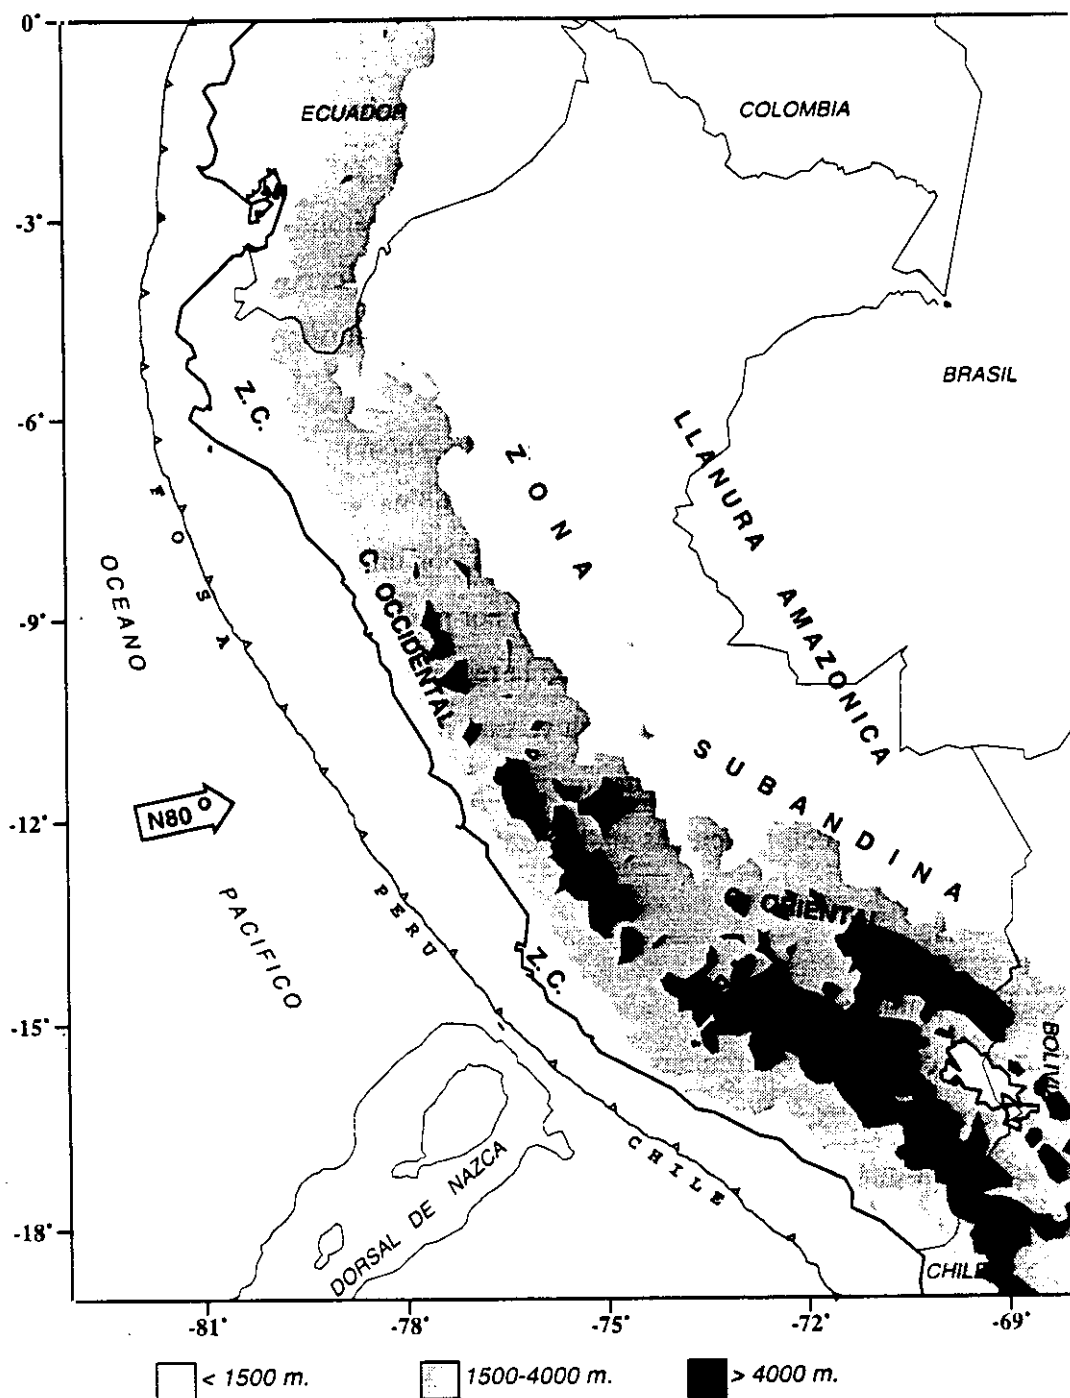 0°
-3°
-6°
-9°
-12°
-15°
-18°
ECUADOR
COLOMBIA
BRASIL
Z.C.
ZONA SUBANDINA
LLANURA AMAZONICA
FOSA PERU CHILE
OCEANO PACIFICO
C. OCCIDENTAL
N80°
C. ORIENTAL
Z.C.
DORSAL DE NAZCA
CHILE
-81° -78° -75° -72° -69°
< 1500 m. 1500-4000 m. > 4000 m.